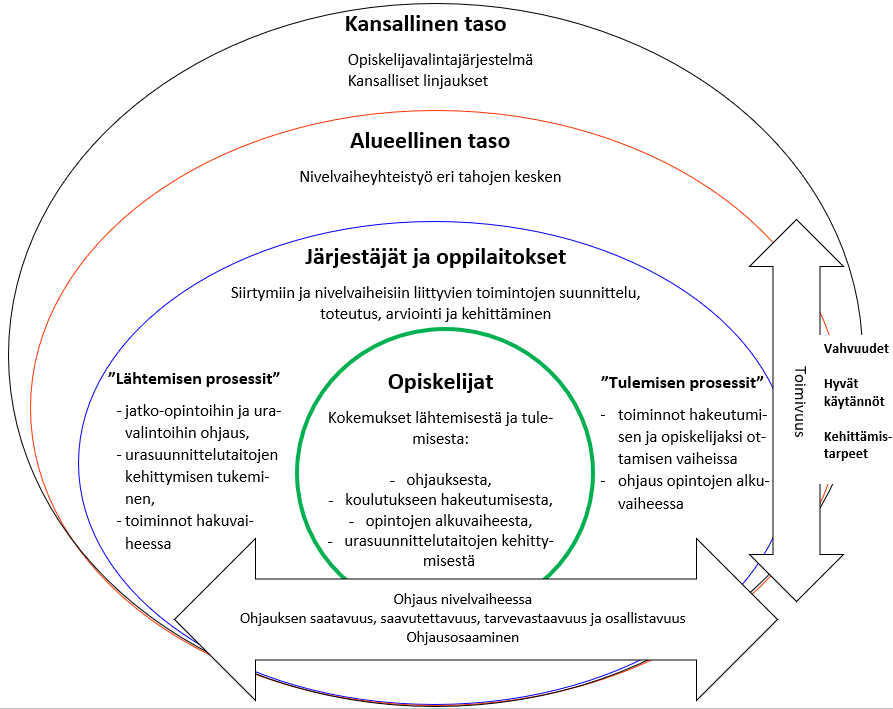 Kansallinen taso
Opiskelijavalintajärjestelmä
Kansalliset linjaukset
Alueellinen taso
Nivelvaiheyhteistyö eri tahojen kesken
Järjestäjät ja oppilaitokset
Siirtymiin ja nivelvaiheisiin liittyvien toimintojen suunnittelu,
toteutus, arviointi ja kehittäminen
”Lähtemisen prosessit”
- jatko-opintoihin ja ura-
valintoihin ohjaus,
- urasuunnittelutaitojen
kehittymisen tukemi-
nen,
- toiminnot hakuvai-
heessa
Opiskelijat
Kokemukset lähtemisestä ja tule-
misesta:
- ohjauksesta,
- koulutukseen hakeutumisesta,
- opintojen alkuvaiheesta,
- urasuunnittelutaitojen kehitty-
misestä
”Tulemisen prosessit”
- toiminnot hakeutumi-
sen ja opiskelijaksi ot-
tamisen vaiheissa
- ohjaus opintojen alku-
vaiheessa
Toimivuus
Vahvuudet
Hyvät
käytännöt
Kehittämis-
tarpeet
Ohjaus nivelvaiheessa
Ohjauksen saatavuus, saavutettavuus, tarvevastaavuus ja osallistavuus
Ohjausosaaminen